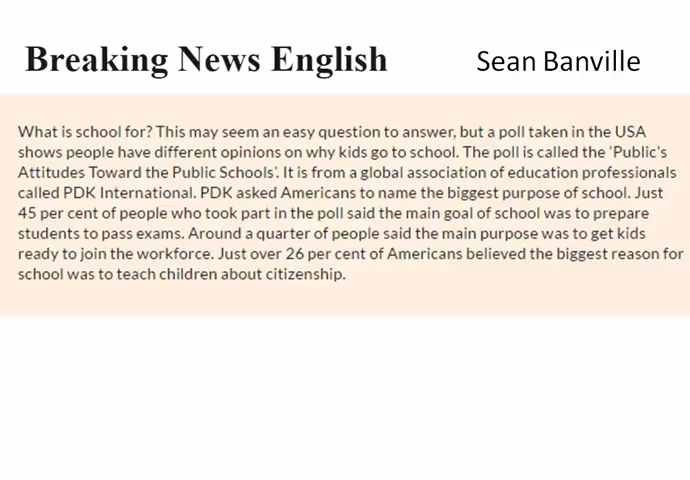 Breaking News English
Sean Banville
What is school for? This may seem an easy question to answer, but a poll taken in the USA
shows people have different opinions on why kids go to school. The poll is called the 'Public's
Attitudes Toward the Public Schools'. It is from a global association of education professionals
called PDK International. PDK asked Americans to name the biggest purpose of school. Just
45 per cent of people who took part in the poll said the main goal of school was to prepare
students to pass exams. Around a quarter of people said the main purpose was to get kids
ready to join the workforce. Just over 26 per cent of Americans believed the biggest reason for
school was to teach children about citizenship.